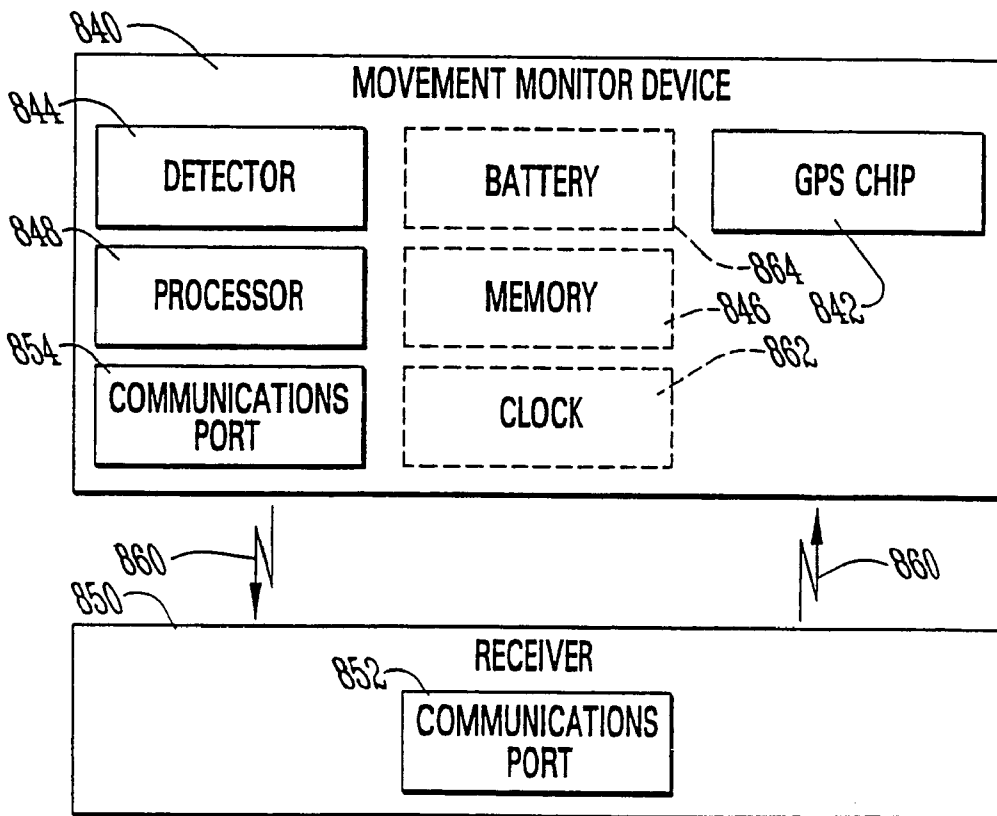 840
MOVEMENT MONITOR DEVICE
844
DETECTOR
BATTERY
GPS CHIP
848
864
PROCESSOR
MEMORY
846
842
854
862
COMMUNICATIONS
PORT
CLOCK
860
860
850
RECEIVER
852
COMMUNICATIONS
PORT